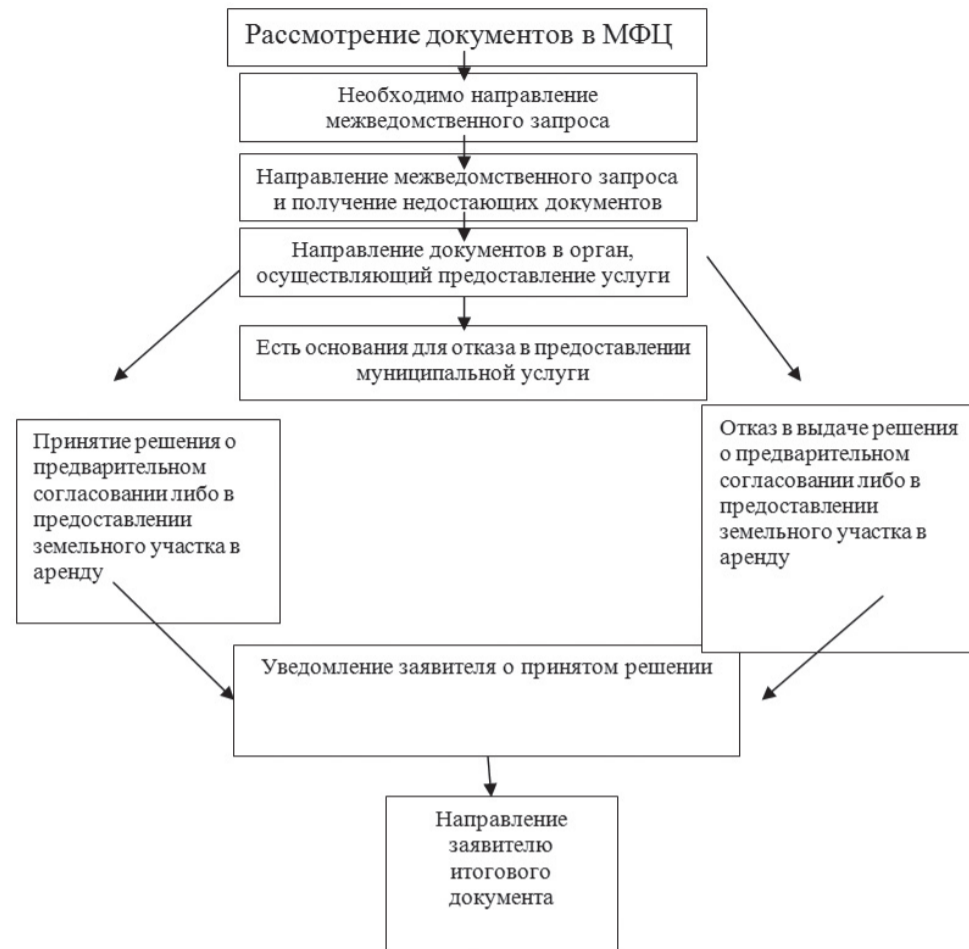 Рассмотрение документов в МФЦ
Необходимо направление
межведомственного запроса
Направление межведомственного запроса
и получение недостающих документов
Направление документов в орган,
осуществляющий предоставление услуги
Есть основания для отказа в предоставлении
муниципальной услуги
Принятие решения о
предварительном
согласовании либо в
предоставлении
земельного участка в
аренду
Отказ в выдаче решения
о предварительном
согласовании либо в
предоставлении
земельного участка в
аренду
Уведомление заявителя о принятом решении
Направление
заявителю
итогового
документа